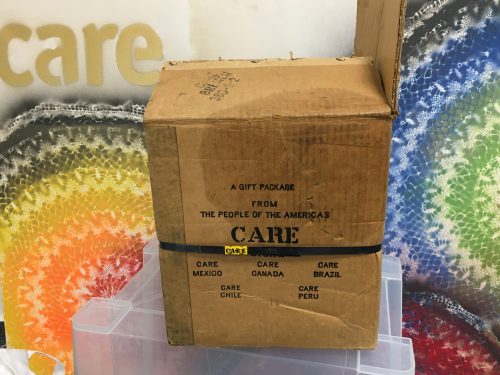 care
A GIFT PACKAGE
FROM
THE PEOPLE OF THE AMERICAS
CARE
CARE
CARE CARE CARE
MEXICO CANADA BRAZIL
CARE CARE
CHILE PERU